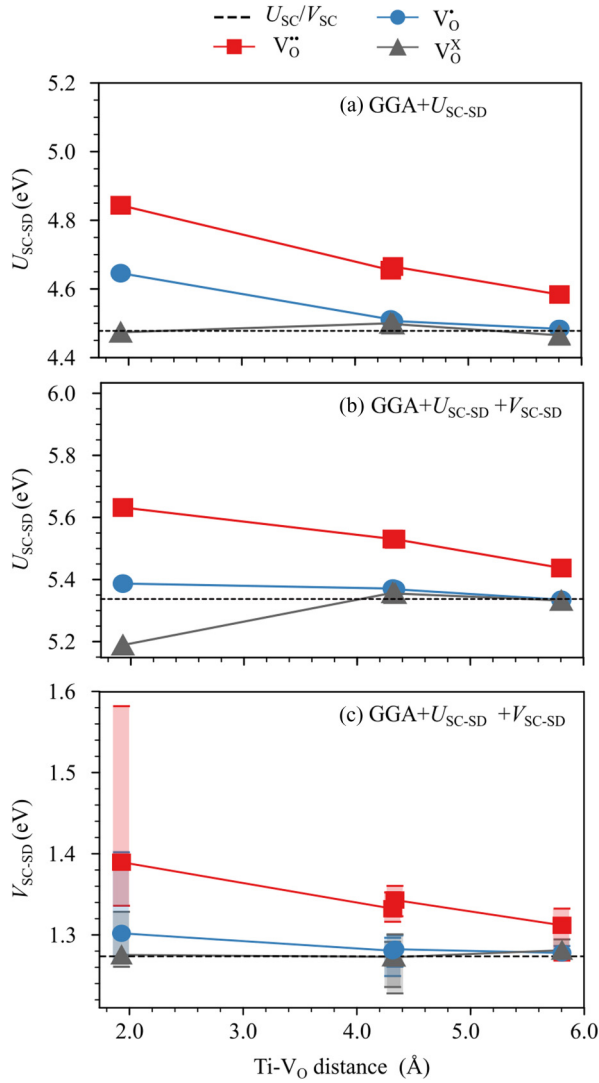 U_SC/V_SC V_O^•
V_O^•• V_O^X
(a) GGA+U_SC-SD
5.2
5.0
4.8
4.6
4.4
U_SC-SD (eV)
(b) GGA+U_SC-SD +V_SC-SD
6.0
5.8
5.6
5.4
5.2
U_SC-SD (eV)
(c) GGA+U_SC-SD +V_SC-SD
1.6
1.5
1.4
1.3
V_SC-SD (eV)
2.0 3.0 4.0 5.0 6.0
Ti-V_O distance (Å)